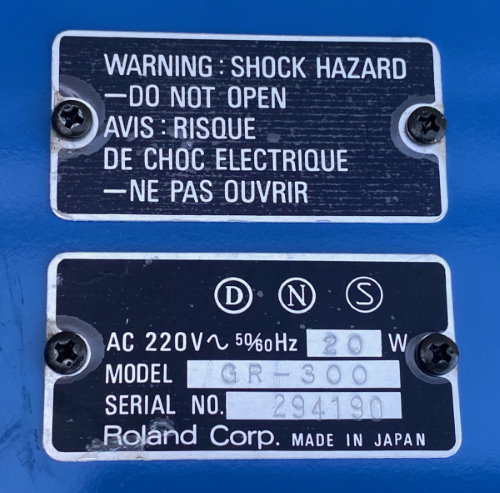 WARNING : SHOCK HAZARD
—DO NOT OPEN
AVIS : RISQUE
DE CHOC ELECTRIQUE
—NE PAS OUVRIR
D N S
AC 220V~ 50/60Hz 20 W
MODEL GR-300
SERIAL NO. 294190
Roland Corp. MADE IN JAPAN